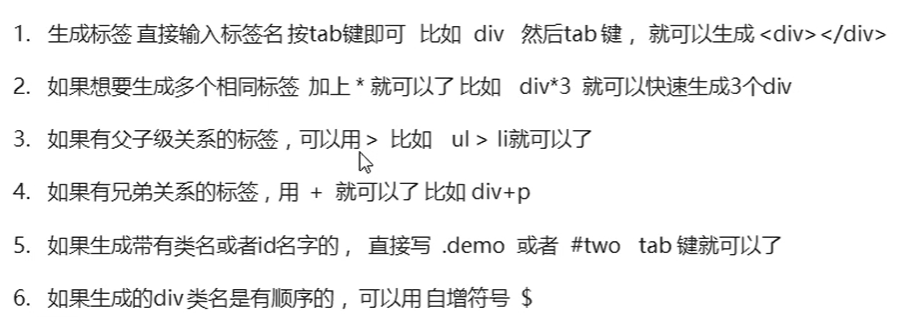 1. 生成标签 直接输入标签名 按tab键即可 比如 div 然后tab 键， 就可以生成 <div></div>
2. 如果想要生成多个相同标签 加上 * 就可以了 比如 div*3 就可以快速生成3个div
3. 如果有父子级关系的标签，可以用 > 比如 ul > li就可以了
4. 如果有兄弟关系的标签，用 + 就可以了 比如 div+p
5. 如果生成带有类名或者id名字的， 直接写 .demo 或者 #two tab 键就可以了
6. 如果生成的div 类名是有顺序的， 可以用 自增符号 $